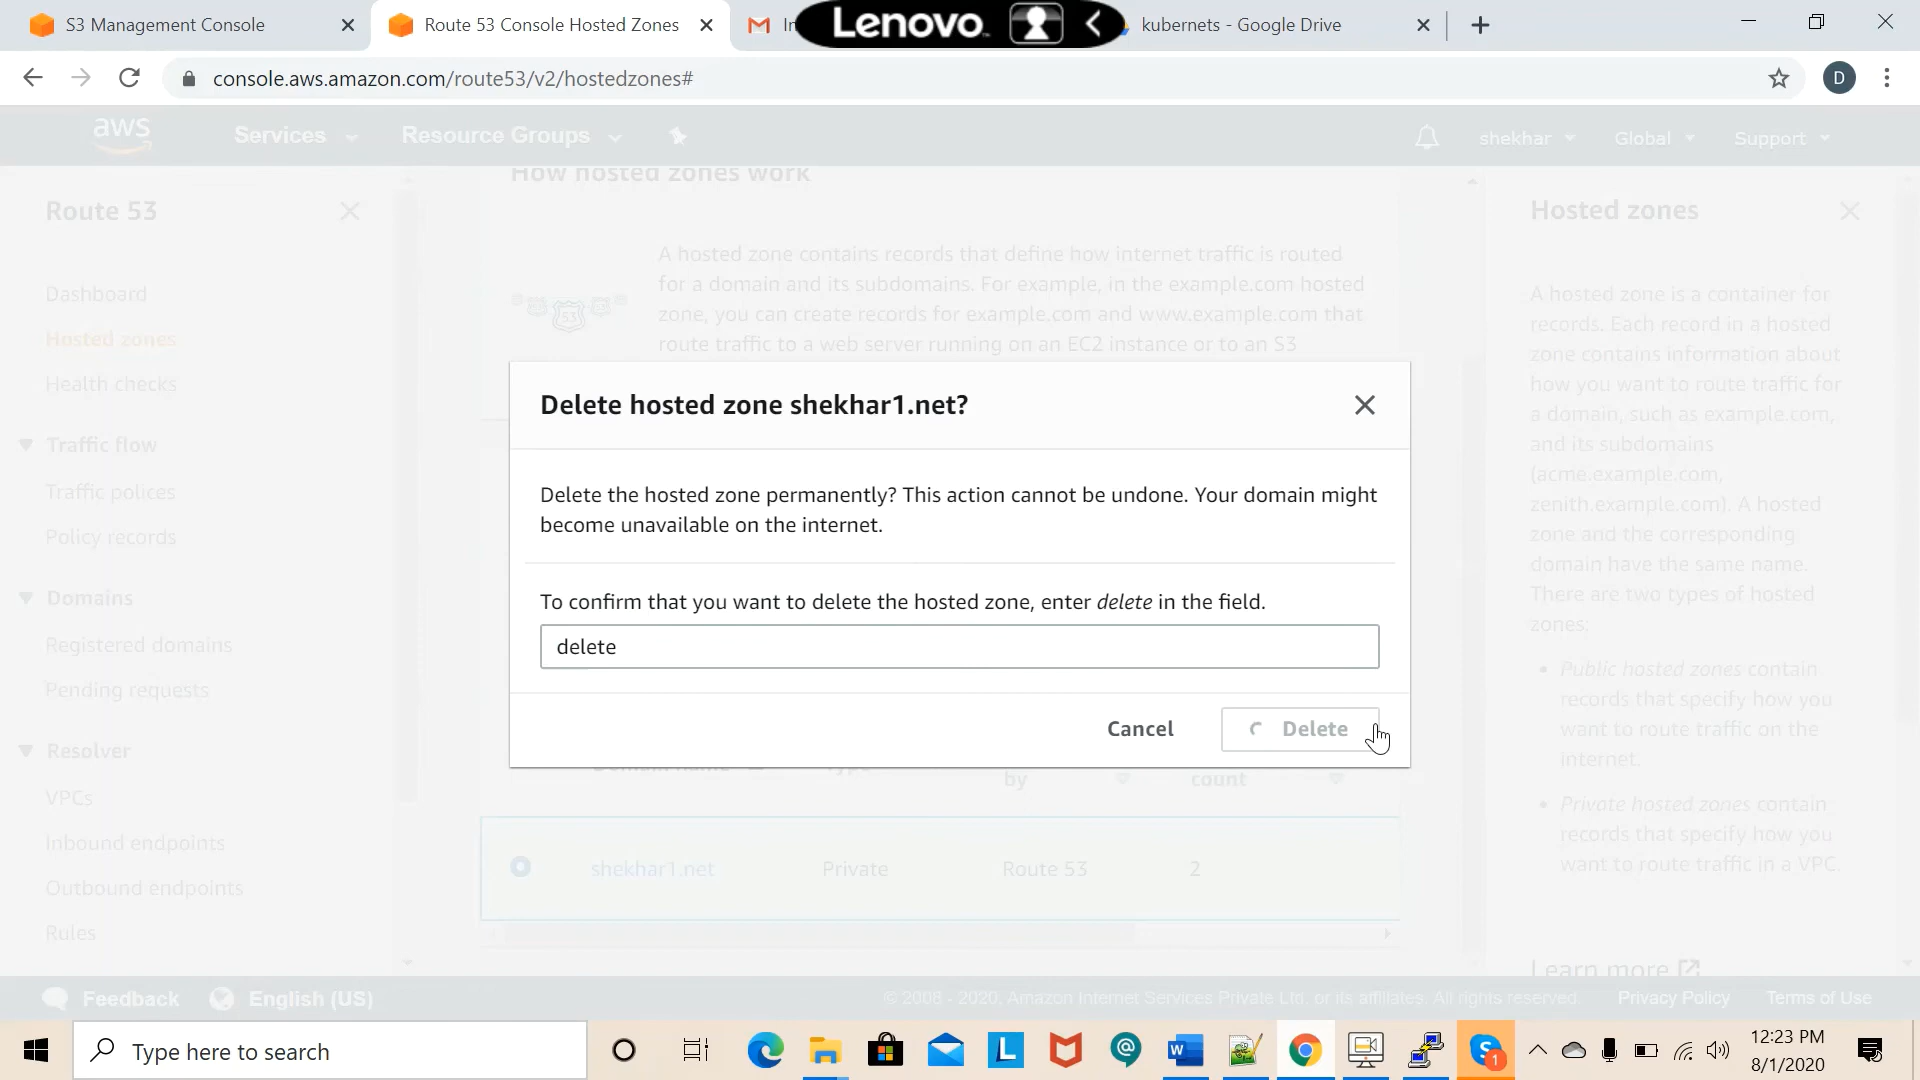 S3 Management Console
Route 53 Console Hosted Zones
In
Lenovo
kubernets - Google Drive
console.aws.amazon.com/route53/v2/hostedzones#
D
aws
Services
Resource Groups
shekhar
Global
Support
Route 53
Dashboard
Hosted zones
Health checks
Traffic flow
Traffic polices
Policy records
Domains
Registered domains
Pending requests
Resolver
VPCs
Inbound endpoints
Outbound endpoints
Rules
How hosted zones work
A hosted zone contains records that define how internet traffic is routed
for a domain and its subdomains. For example, in the example.com hosted
zone, you can create records for example.com and www.example.com that
route traffic to a web server running on an EC2 instance or to an S3
53
Delete hosted zone shekhar1.net?
Delete the hosted zone permanently? This action cannot be undone. Your domain might
become unavailable on the internet.
To confirm that you want to delete the hosted zone, enter delete in the field.
delete
Cancel
Delete
Domain name
Type
by
count
shekhar1.net
Private
Route 53
2
Hosted zones
A hosted zone is a container for
records. Each record in a hosted
zone contains information about
how you want to route traffic for
a domain, such as example.com,
and its subdomains
(acme.example.com,
zenith.example.com). A hosted
zone and the corresponding
domain have the same name.
There are two types of hosted
zones:
• Public hosted zones contain
records that specify how you
want to route traffic on the
internet.
• Private hosted zones contain
records that specify how you
want to route traffic in a VPC.
Learn more
Feedback
English (US)
© 2008 - 2020, Amazon Internet Services Private Ltd. or its affiliates. All rights reserved.
Privacy Policy
Terms of Use
Type here to search
L
W
S
1
12:23 PM
8/1/2020